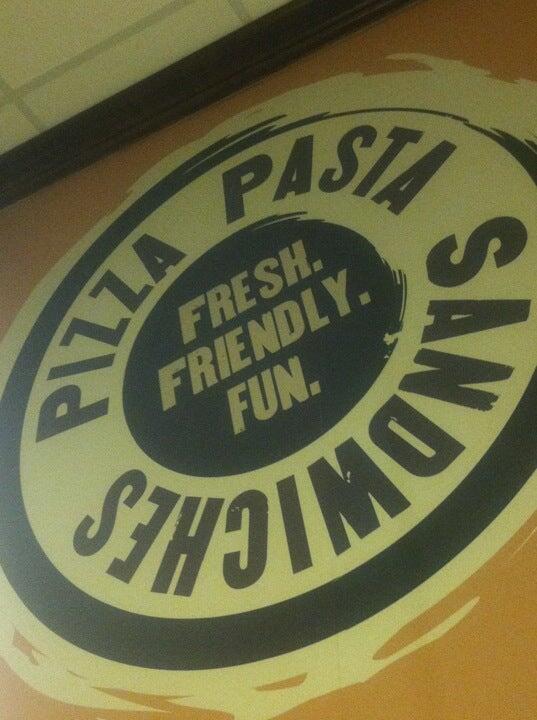 PIZZA PASTA SANDWICHES
FRESH.
FRIENDLY.
FUN.